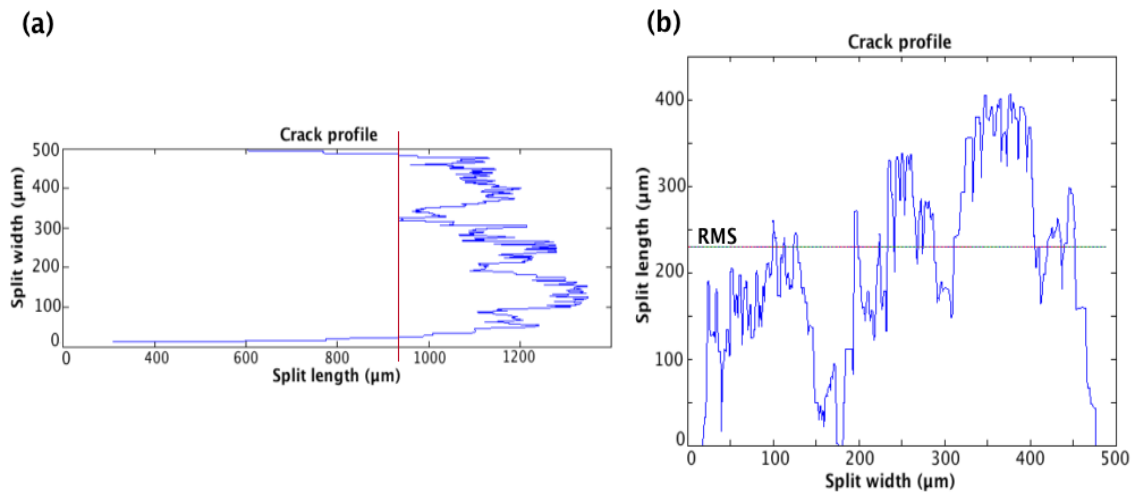 (a)
Crack profile
Split width (µm)
500
400
300
200
100
0
0 400 600 800 1000 1200
Split length (µm)
(b)
Crack profile
Split length (µm)
400
300
200
100
0
RMS
0 100 200 300 400 500
Split width (µm)